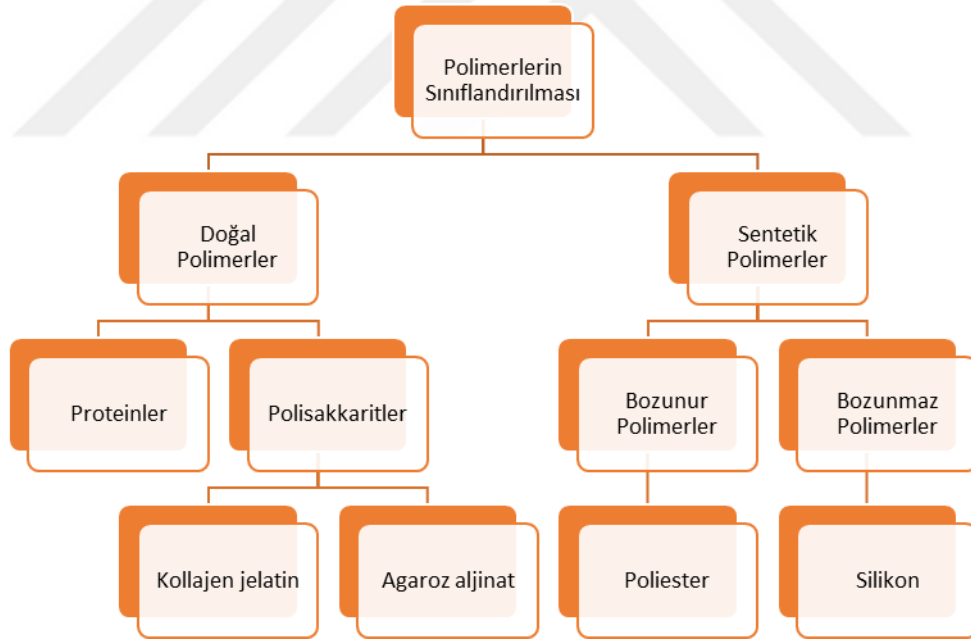 Polimerlerin
Sınıflandırılması
Doğal
Polimerler
Sentetik
Polimerler
Proteinler
Polisakkaritler
Bozunur
Polimerler
Bozunmaz
Polimerler
Kollajen jelatin
Agaroz aljinat
Poliester
Silikon